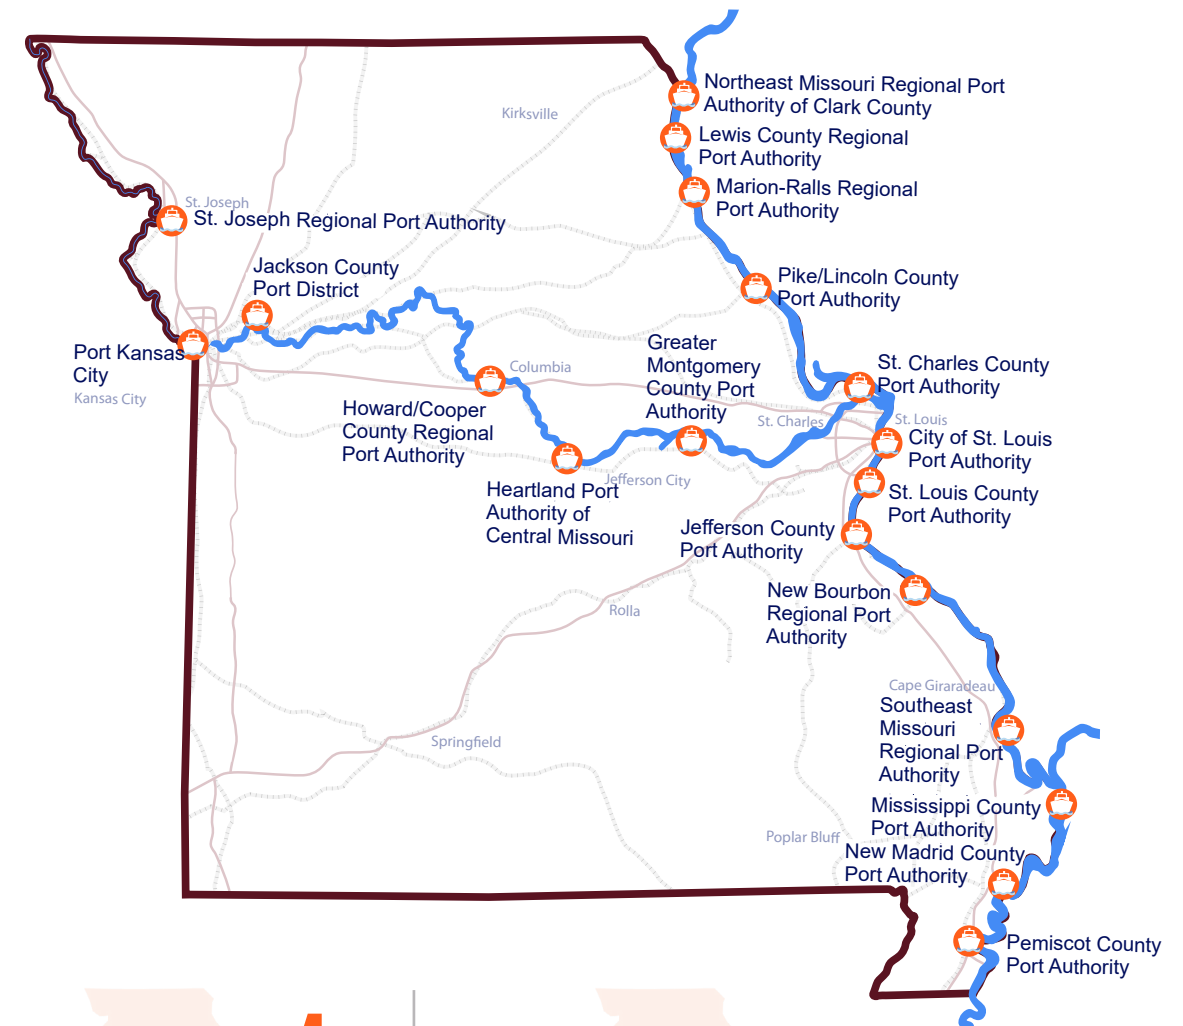 Northeast Missouri Regional Port
Authority of Clark County
Kirksville
Lewis County Regional
Port Authority
Marion-Ralls Regional
Port Authority
St. Joseph
St. Joseph Regional Port Authority
Jackson County
Port District
Pike/Lincoln County
Port Authority
Port Kansas
City
Kansas City
Greater
Montgomery
County Port
Authority
Columbia
St. Charles County
Port Authority
Howard/Cooper
County Regional
Port Authority
St. Charles
St. Louis
City of St. Louis
Port Authority
Jefferson City
Heartland Port
Authority of
Central Missouri
St. Louis County
Port Authority
Jefferson County
Port Authority
New Bourbon
Regional Port
Authority
Rolla
Cape Giraradeau
Southeast
Missouri
Regional Port
Authority
Springfield
Mississippi County
Port Authority
Poplar Bluff
New Madrid County
Port Authority
Pemiscot County
Port Authority